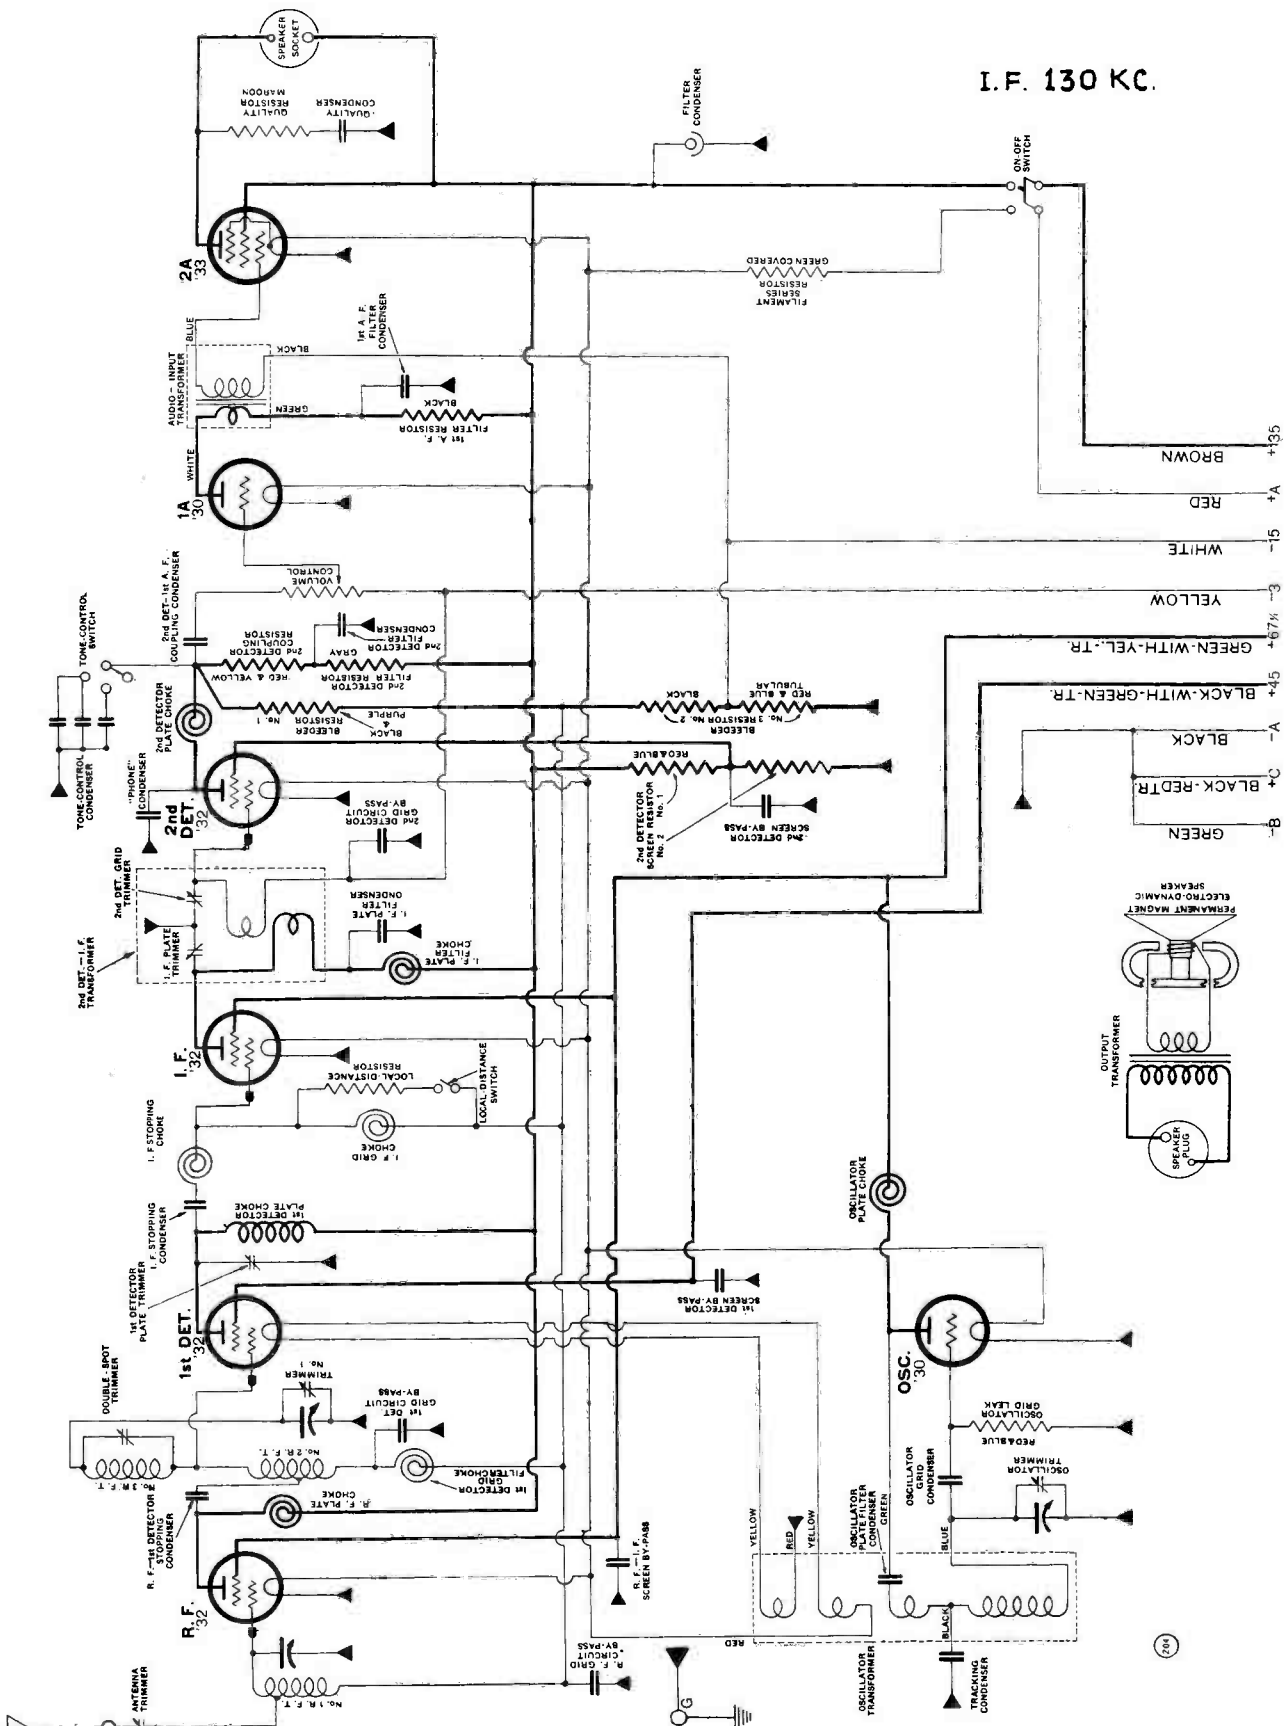 I.F. 130 KC.
SPEAKER
SOCKET
QUALITY
RESISTOR
MAROON
QUALITY
CONDENSER
FILTER
CONDENSER
ON-OFF
SWITCH
2A
'33
FILAMENT
SERIES
RESISTOR
GREEN COVERED
BLUE
AUDIO - INPUT
TRANSFORMER
BLACK
1st A. F.
FILTER
CONDENSER
GREEN
1st A. F.
FILTER RESISTOR
BLACK
WHITE
1A
'30
+135
BROWN
+A
RED
-15
WHITE
-3
YELLOW
+67½
GREEN-WITH-YEL.-TR.
+45
BLACK-WITH-GREEN-TR.
-A
BLACK
+C
BLACK-REDTR.
-B
GREEN
2nd DET-1st A. F.
COUPLING CONDENSER
VOLUME
CONTROL
TONE-CONTROL
SWITCH
2nd DETECTOR
COUPLING
RESISTOR
RED & YELLOW
2nd DETECTOR
FILTER
CONDENSER
2nd DETECTOR
FILTER RESISTOR
GRAY
2nd DETECTOR
PLATE CHOKE
BLEEDER
RESISTOR
No. 1
BLACK
&
PURPLE
BLEEDER
No. 3 RESISTOR No. 2
BLACK
RED & BLUE
TUBULAR
TONE-CONTROL
CONDENSER
"PHONE"
CONDENSER
2nd
DET.
'32
RED&BLUE
2nd DETECTOR
SCREEN RESISTOR
No. 2 No. 1
2nd DETECTOR
SCREEN BY-PASS
2nd DETECTOR
GRID CIRCUIT
BY-PASS
2nd DET. GRID
TRIMMER
2nd DET.—I.F.
TRANSFORMER
I. F. PLATE
TRIMMER
I. F. PLATE
FILTER
ONDENSER
I. F. PLATE
FILTER
CHOKE
PERMANENT MAGNET
ELECTRO-DYNAMIC
SPEAKER
OUTPUT
TRANSFORMER
SPEAKER
PLUG
I. F.
'32
LOCAL-DISTANCE
RESISTOR
LOCAL-DISTANCE
SWITCH
I. F. GRID
CHOKE
I. F STOPPING
CHOKE
I. F. STOPPING
CONDENSER
1st DETECTOR
PLATE CHOKE
1st DETECTOR
PLATE TRIMMER
1st DETECTOR
SCREEN BY-PASS
OSCILLATOR
PLATE CHOKE
1st DET.
'32
OSC.
'30
DOUBLE-SPOT
TRIMMER
TRIMMER
No. 1
No. 3 R. F. T.
No. 2 R. F. T.
1st DET.
GRID CIRCUIT
BY-PASS
1st DETECTOR
GRID
FILTERCHOKE
R. F. PLATE
CHOKE
R. F.—1st DETECTOR
STOPPING
CONDENSER
OSCILLATOR
GRID LEAK
RED&BLUE
OSCILLATOR
GRID
CONDENSER
OSCILLATOR
TRIMMER
OSCILLATOR
PLATE FILTER
CONDENSER
GREEN
BLUE
YELLOW
RED
YELLOW
R. F.
'32
R. F.—I. F.
SCREEN BY-PASS
BLACK
RED
OSCILLATOR
TRANSFORMER
TRACKING
CONDENSER
No. 1 R. F. T.
R. F. GRID
CIRCUIT
BY-PASS
ANTENNA
TRIMMER
G
204